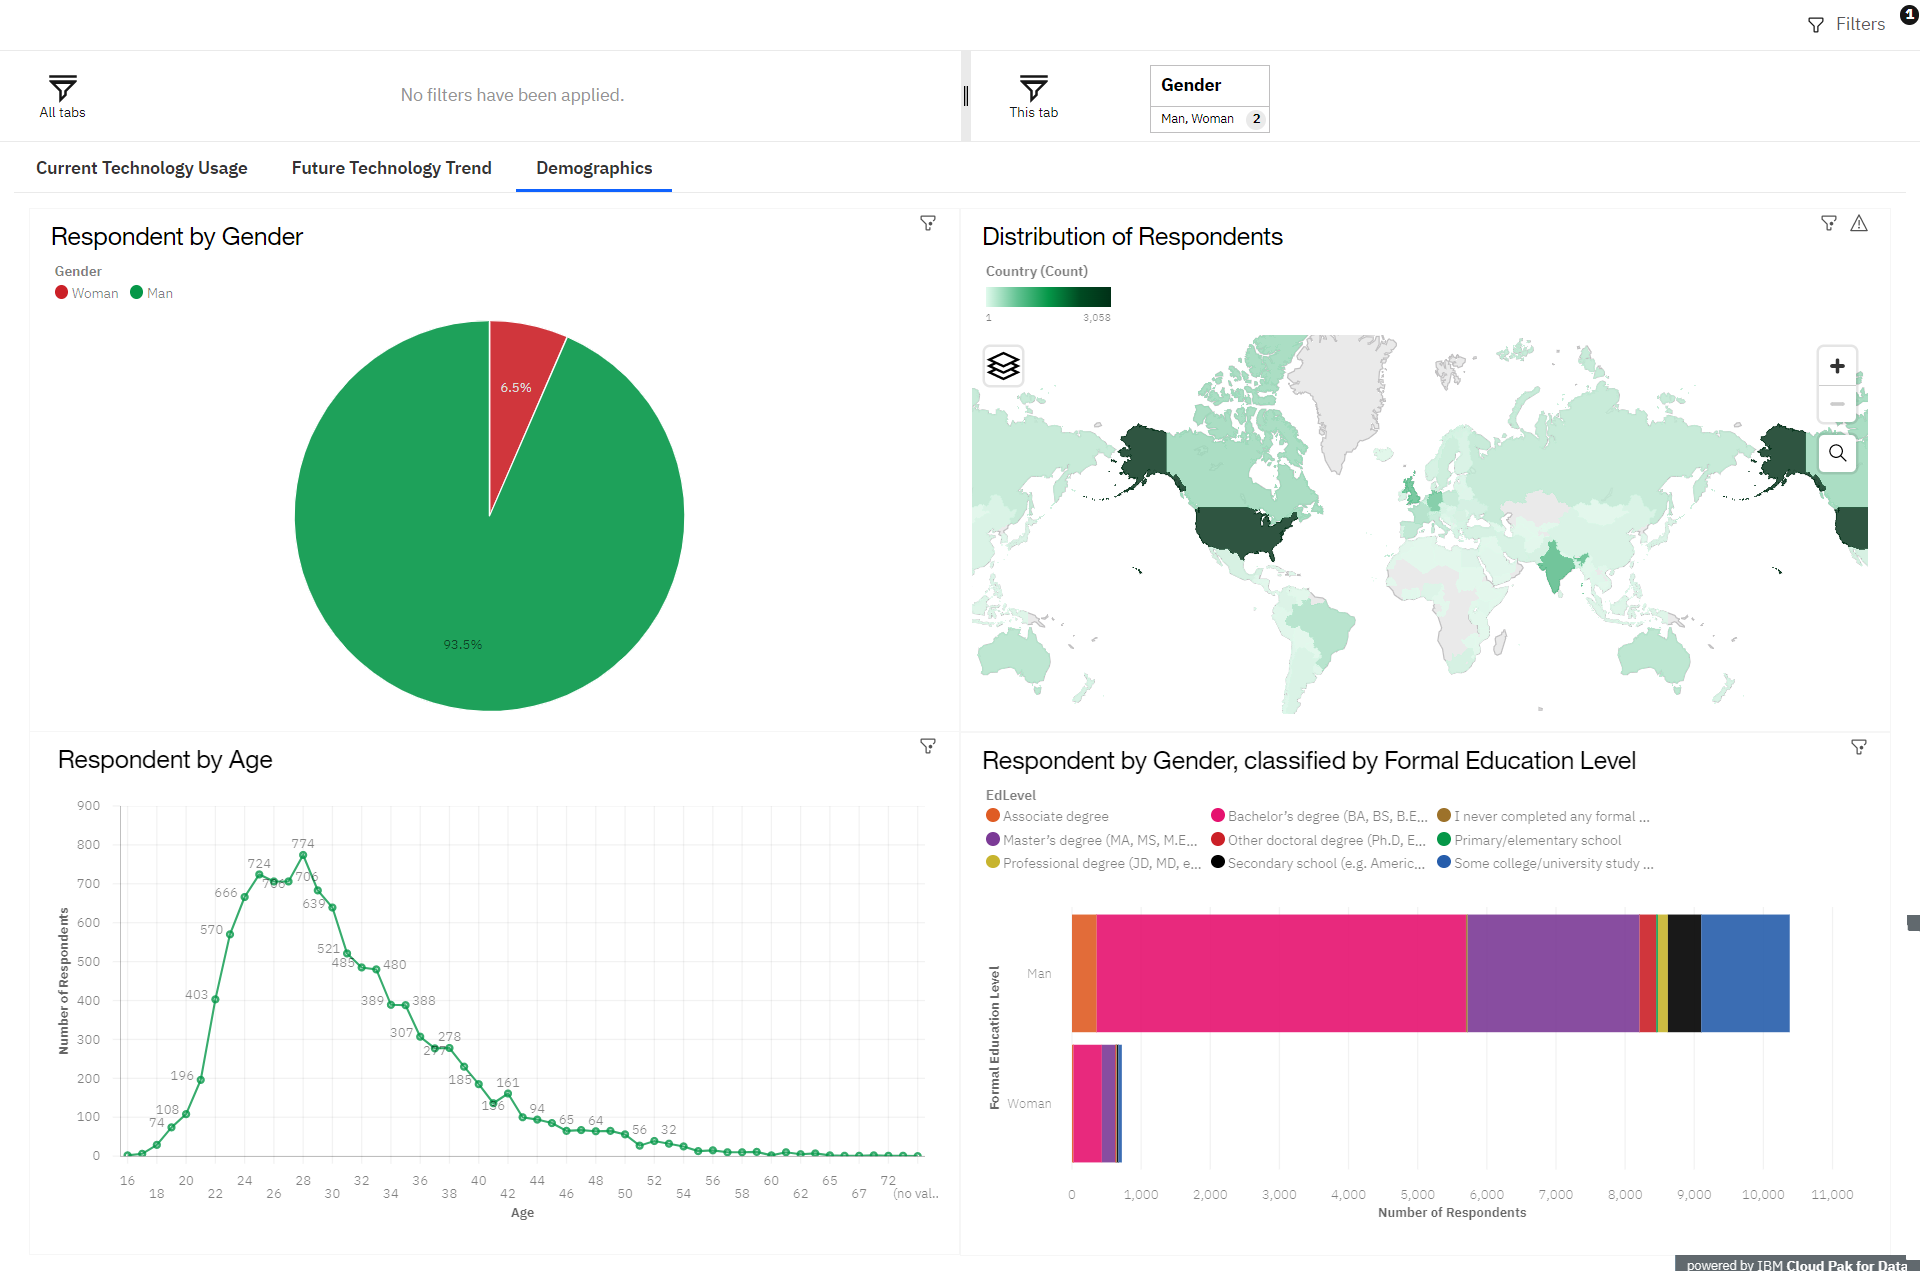 Filters 1
All tabs
No filters have been applied.
This tab
Gender
Man, Woman 2
Current Technology Usage
Future Technology Trend
Demographics
Respondent by Gender
Gender
Woman Man
6.5%
93.5%
Distribution of Respondents
Country (Count)
1 3,058
Respondent by Age
900
800
700
600
500
400
300
200
100
0
Number of Respondents
74
108
196
403
570
666
724
774
706
639
521
485
480
389
388
307
277
278
185
161
94
65
64
56
32
16 20 24 28 32 36 40 44 48 52 56 60 65 72
18 22 26 30 34 38 42 46 50 54 58 62 67 (no val..
Age
Respondent by Gender, classified by Formal Education Level
EdLevel
Associate degree Bachelor's degree (BA, BS, B.E... I never completed any formal ...
Master's degree (MA, MS, M.E... Other doctoral degree (Ph.D, E... Primary/elementary school
Professional degree (JD, MD, e... Secondary school (e.g. Americ... Some college/university study ...
Formal Education Level
Man
Woman
0 1,000 2,000 3,000 4,000 5,000 6,000 7,000 8,000 9,000 10,000 11,000
Number of Respondents
powered by IBM Cloud Pak for Data